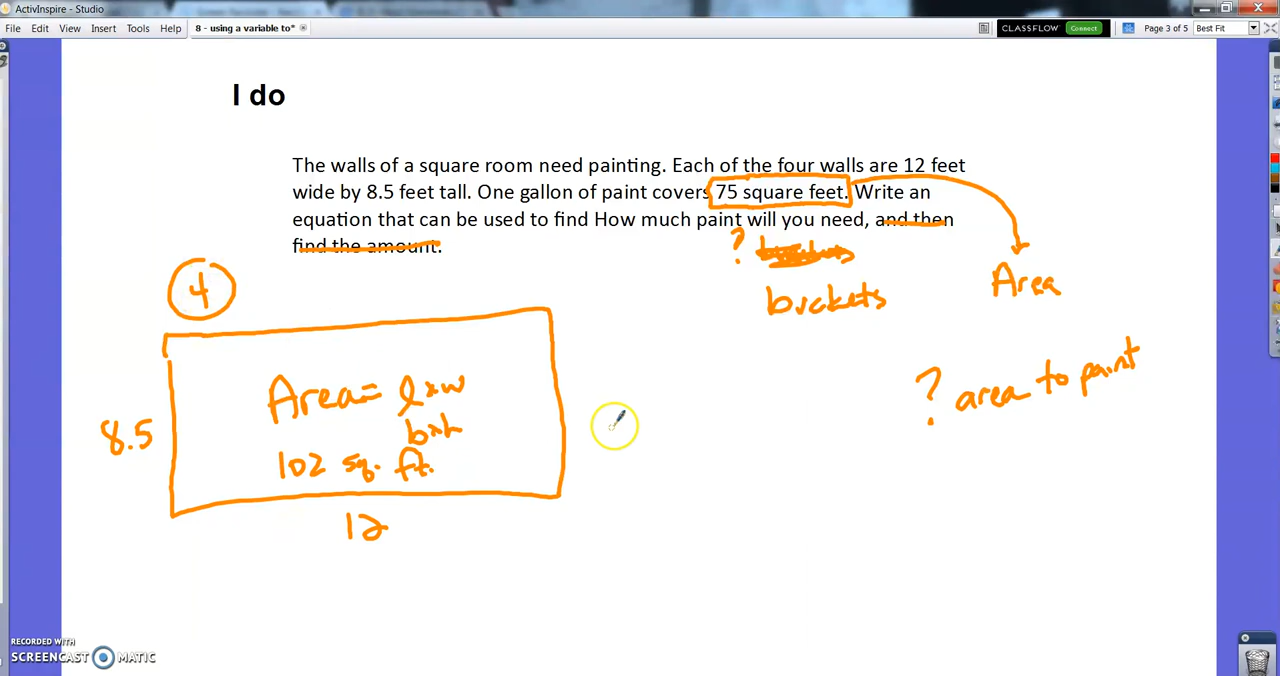 ActivInspire - Studio
File Edit View Insert Tools Help 8 - using a variable to* CLASSFLOW Connect Page 3 of 5 Best Fit
I do
The walls of a square room need painting. Each of the four walls are 12 feet
wide by 8.5 feet tall. One gallon of paint covers 75 square feet. Write an
equation that can be used to find How much paint will you need, and then
find the amount.
?
brckets
Area
4
Area= lxw
bxh
102 sq. ft.
8.5
12
? area to paint
RECORDED WITH
SCREENCAST MATIC